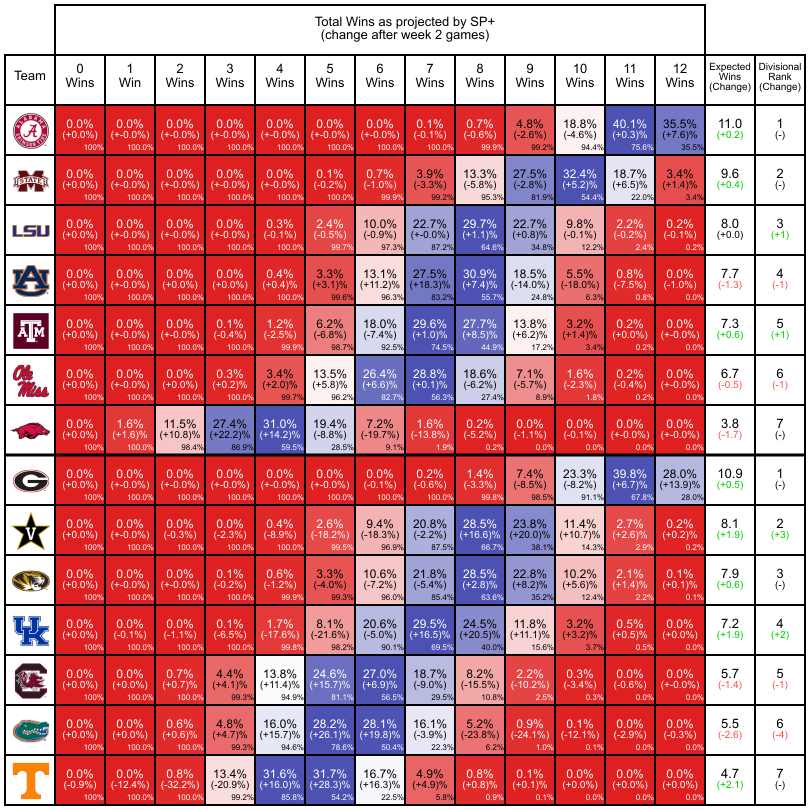 Total Wins as projected by SP+
(change after week 2 games)
Team 0 Wins 1 Win 2 Wins 3 Wins 4 Wins 5 Wins 6 Wins 7 Wins 8 Wins 9 Wins 10 Wins 11 Wins 12 Wins Expected Wins (Change) Divisional Rank (Change)
A
0.0% 0.0% 0.0% 0.0% 0.0% 0.0% 0.0% 0.1% 0.7% 4.8% 18.8% 40.1% 35.5% 11.0 1
(+0.0%) (+-0.0%) (+-0.0%) (+-0.0%) (+-0.0%) (+-0.0%) (+-0.0%) (-0.1%) (-0.6%) (-2.6%) (-4.6%) (+0.3%) (+7.6%) (+0.2) (-)
100% 100.0% 100.0% 100.0% 100.0% 100.0% 100.0% 100.0% 99.9% 99.2% 94.4% 75.6% 35.5%
STATE
0.0% 0.0% 0.0% 0.0% 0.0% 0.1% 0.7% 3.9% 13.3% 27.5% 32.4% 18.7% 3.4% 9.6 2
(+0.0%) (+-0.0%) (+-0.0%) (+-0.0%) (+-0.0%) (-0.2%) (-1.0%) (-3.3%) (-5.8%) (-2.8%) (+5.2%) (+6.5%) (+1.4%) (+0.4) (-)
100% 100.0% 100.0% 100.0% 100.0% 100.0% 99.9% 99.2% 95.3% 81.9% 54.4% 22.0% 3.4%
LSU
0.0% 0.0% 0.0% 0.0% 0.3% 2.4% 10.0% 22.7% 29.7% 22.7% 9.8% 2.2% 0.2% 8.0 3
(+0.0%) (+-0.0%) (+-0.0%) (+-0.0%) (-0.1%) (-0.5%) (-0.9%) (+-0.0%) (+1.1%) (+0.8%) (-0.1%) (-0.2%) (-0.1%) (+0.0) (+1)
100% 100.0% 100.0% 100.0% 100.0% 99.7% 97.3% 87.2% 64.6% 34.8% 12.2% 2.4% 0.2%
AU
0.0% 0.0% 0.0% 0.0% 0.4% 3.3% 13.1% 27.5% 30.9% 18.5% 5.5% 0.8% 0.0% 7.7 4
(+0.0%) (+0.0%) (+0.0%) (+0.0%) (+0.4%) (+3.1%) (+11.2%) (+18.3%) (+7.4%) (-14.0%) (-18.0%) (-7.5%) (-1.0%) (-1.3) (-1)
100% 100.0% 100.0% 100.0% 100.0% 99.6% 96.3% 83.2% 55.7% 24.8% 6.3% 0.8% 0.0%
ATM
0.0% 0.0% 0.0% 0.1% 1.2% 6.2% 18.0% 29.6% 27.7% 13.8% 3.2% 0.2% 0.0% 7.3 5
(+0.0%) (+-0.0%) (+-0.0%) (-0.4%) (-2.5%) (-6.8%) (-7.4%) (+1.0%) (+8.5%) (+6.2%) (+1.4%) (+0.0%) (-0.0%) (+0.6) (+1)
100% 100.0% 100.0% 100.0% 99.9% 98.7% 92.5% 74.5% 44.9% 17.2% 3.4% 0.2% 0.0%
Ole Miss
0.0% 0.0% 0.0% 0.3% 3.4% 13.5% 26.4% 28.8% 18.6% 7.1% 1.6% 0.2% 0.0% 6.7 6
(+0.0%) (+0.0%) (+0.0%) (+0.2%) (+2.0%) (+5.8%) (+6.6%) (+0.1%) (-6.2%) (-5.7%) (-2.3%) (-0.4%) (-0.0%) (-0.5) (-1)
100% 100.0% 100.0% 100.0% 99.7% 96.2% 82.7% 56.3% 27.4% 8.9% 1.8% 0.2% 0.0%
0.0% 1.6% 11.5% 27.4% 31.0% 19.4% 7.2% 1.6% 0.2% 0.0% 0.0% 0.0% 0.0% 3.8 7
(+0.0%) (+1.6%) (+10.8%) (+22.2%) (+14.2%) (-8.8%) (-19.7%) (-13.8%) (-5.2%) (-1.1%) (-0.1%) (+-0.0%) (+-0.0%) (-1.7) (-)
100% 100.0% 98.4% 86.9% 59.5% 28.5% 9.1% 1.9% 0.2% 0.0% 0.0% 0.0% 0.0%
G
0.0% 0.0% 0.0% 0.0% 0.0% 0.0% 0.0% 0.2% 1.4% 7.4% 23.3% 39.8% 28.0% 10.9 1
(+0.0%) (+-0.0%) (+-0.0%) (+-0.0%) (+-0.0%) (+-0.0%) (-0.1%) (-0.6%) (-3.3%) (-8.5%) (-8.2%) (+6.7%) (+13.9%) (+0.5) (-)
100% 100.0% 100.0% 100.0% 100.0% 100.0% 100.0% 100.0% 99.8% 98.5% 91.1% 67.8% 28.0%
V
0.0% 0.0% 0.0% 0.0% 0.4% 2.6% 9.4% 20.8% 28.5% 23.8% 11.4% 2.7% 0.2% 8.1 2
(+0.0%) (+-0.0%) (-0.3%) (-2.3%) (-8.9%) (-18.2%) (-18.3%) (-2.2%) (+16.6%) (+20.0%) (+10.7%) (+2.6%) (+0.2%) (+1.9) (+3)
100% 100.0% 100.0% 100.0% 100.0% 99.5% 96.9% 87.5% 66.7% 38.1% 14.3% 2.9% 0.2%
0.0% 0.0% 0.0% 0.1% 0.6% 3.3% 10.6% 21.8% 28.5% 22.8% 10.2% 2.1% 0.1% 7.9 3
(+0.0%) (+-0.0%) (+-0.0%) (-0.2%) (-1.2%) (-4.0%) (-7.2%) (-5.4%) (+2.8%) (+8.2%) (+5.6%) (+1.4%) (+0.1%) (+0.6) (-)
100% 100.0% 100.0% 100.0% 99.9% 99.3% 96.0% 85.4% 63.6% 35.2% 12.4% 2.2% 0.1%
UK
0.0% 0.0% 0.0% 0.1% 1.7% 8.1% 20.6% 29.5% 24.5% 11.8% 3.2% 0.5% 0.0% 7.2 4
(+0.0%) (-0.1%) (-1.1%) (-6.5%) (-17.6%) (-21.6%) (-5.0%) (+16.5%) (+20.5%) (+11.1%) (+3.2%) (+0.5%) (+0.0%) (+1.9) (+2)
100% 100.0% 100.0% 100.0% 99.8% 98.2% 90.1% 69.5% 40.0% 15.6% 3.7% 0.5% 0.0%
0.0% 0.0% 0.7% 4.4% 13.8% 24.6% 27.0% 18.7% 8.2% 2.2% 0.3% 0.0% 0.0% 5.7 5
(+0.0%) (+0.0%) (+0.7%) (+4.1%) (+11.4%) (+15.7%) (+6.9%) (-9.0%) (-15.5%) (-10.2%) (-3.4%) (-0.6%) (+-0.0%) (-1.4) (-1)
100% 100.0% 100.0% 99.3% 94.9% 81.1% 56.5% 29.5% 10.8% 2.5% 0.3% 0.0% 0.0%
0.0% 0.0% 0.6% 4.8% 16.0% 28.2% 28.1% 16.1% 5.2% 0.9% 0.1% 0.0% 0.0% 5.5 6
(+0.0%) (+0.0%) (+0.6%) (+4.7%) (+15.7%) (+26.1%) (+19.8%) (-3.9%) (-23.8%) (-24.1%) (-12.1%) (-2.9%) (-0.3%) (-2.6) (-4)
100% 100.0% 100.0% 99.3% 94.6% 78.6% 50.4% 22.3% 6.2% 1.0% 0.1% 0.0% 0.0%
T
0.0% 0.0% 0.8% 13.4% 31.6% 31.7% 16.7% 4.9% 0.8% 0.1% 0.0% 0.0% 0.0% 4.7 7
(-0.9%) (-12.4%) (-32.2%) (-20.9%) (+16.0%) (+28.3%) (+16.3%) (+4.9%) (+0.8%) (+0.1%) (+0.0%) (+0.0%) (+0.0%) (+2.1) (-)
100% 100.0% 100.0% 99.2% 85.8% 54.2% 22.5% 5.8% 0.9% 0.1% 0.0% 0.0% 0.0%